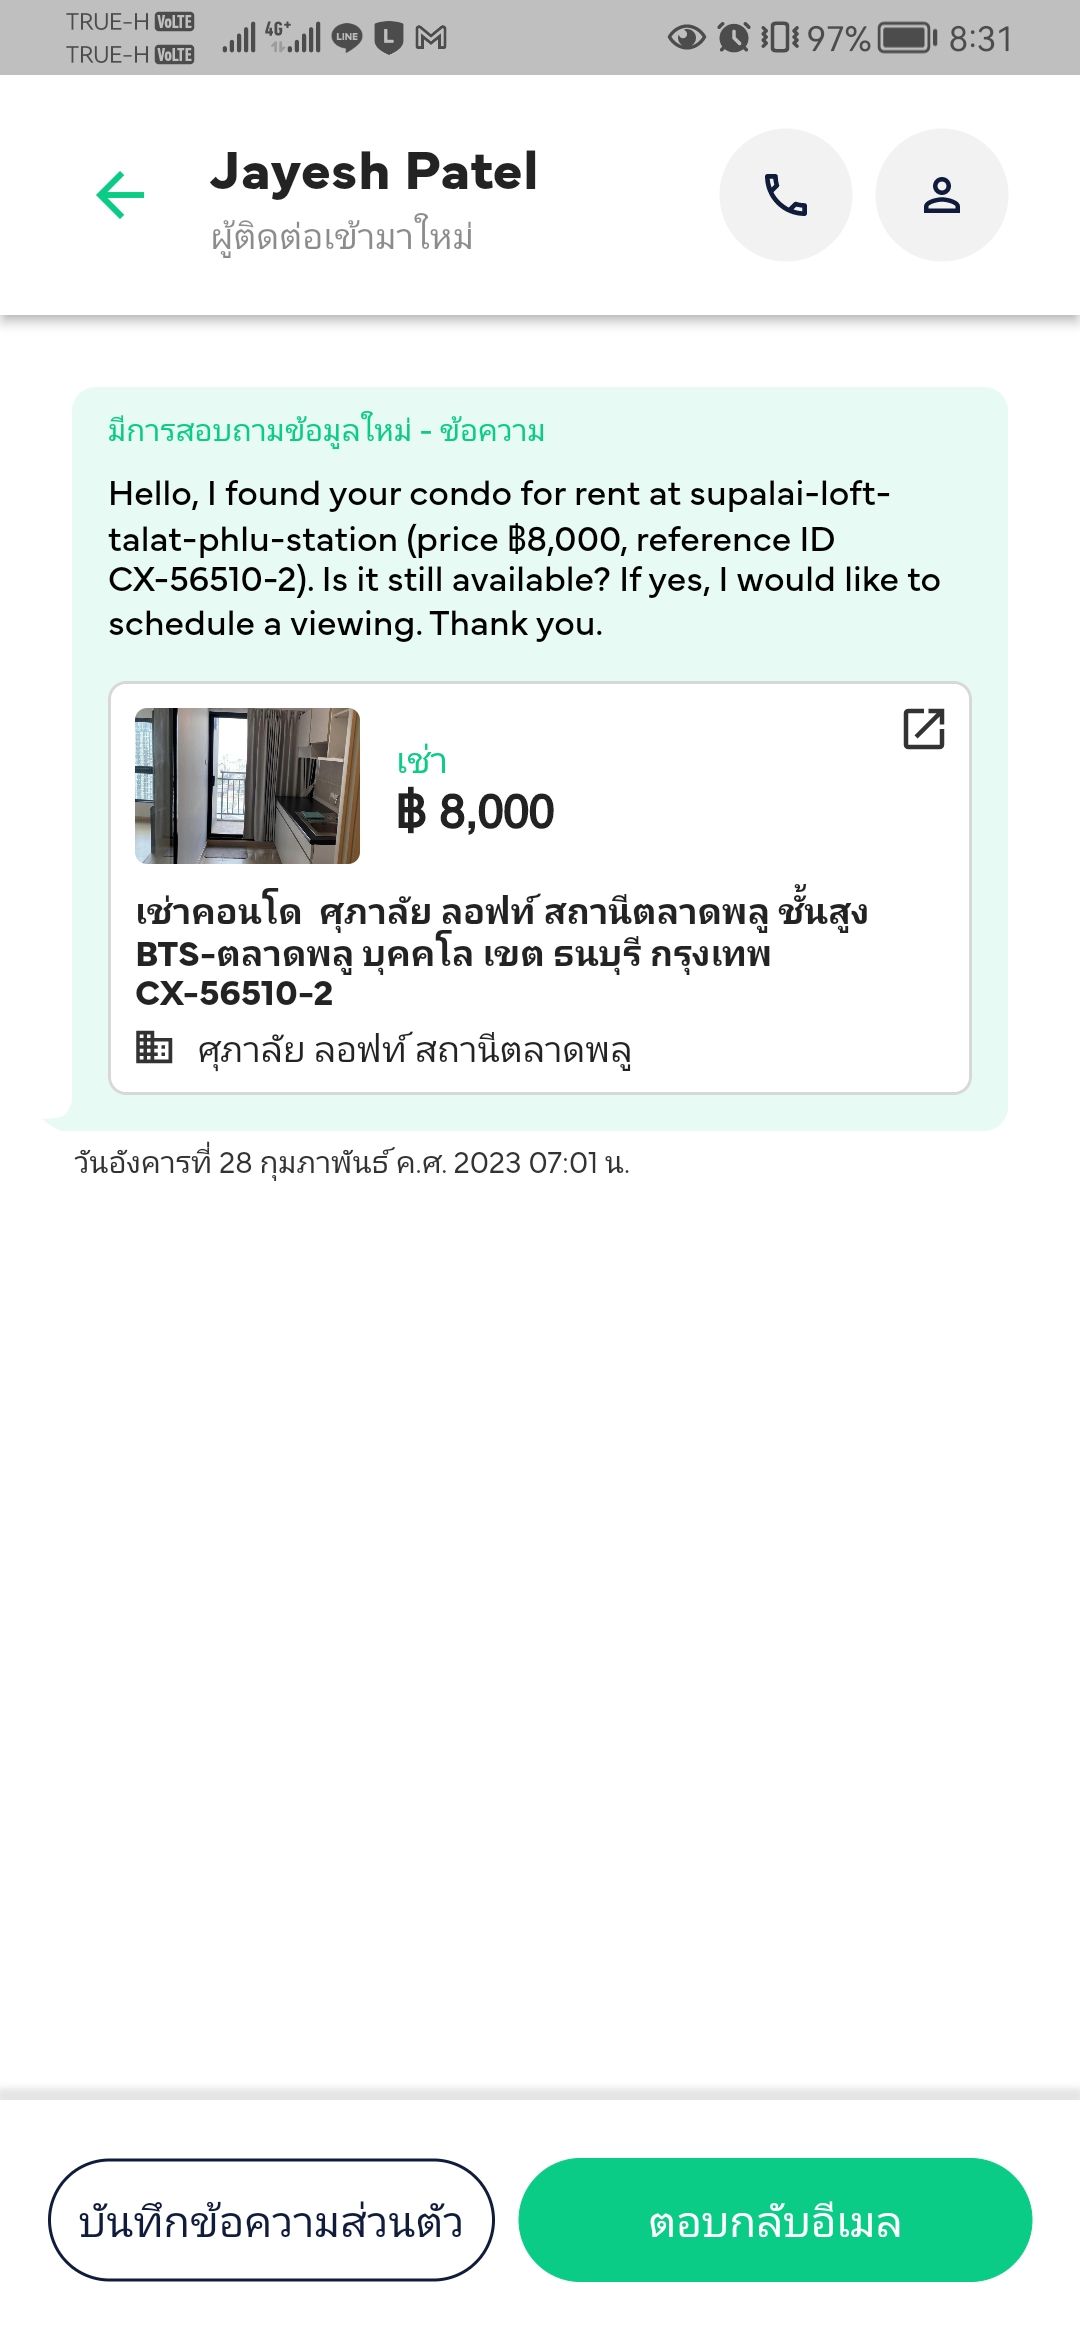 TRUE-H VoLTE
TRUE-H VoLTE
4G+
LINE
L
97%
8:31
Jayesh Patel
ผู้ติดต่อเข้ามาใหม่
มีการสอบถามข้อมูลใหม่ - ข้อความ
Hello, I found your condo for rent at supalai-loft-
talat-phlu-station (price ฿8,000, reference ID
CX-56510-2). Is it still available? If yes, I would like to
schedule a viewing. Thank you.
เช่า
฿ 8,000
เช่าคอนโด ศุภาลัย ลอฟท์ สถานีตลาดพลู ชั้นสูง
BTS-ตลาดพลู บุคคโล เขต ธนบุรี กรุงเทพ
CX-56510-2
ศุภาลัย ลอฟท์ สถานีตลาดพลู
วันอังคารที่ 28 กุมภาพันธ์ ค.ศ. 2023 07:01 น.
บันทึกข้อความส่วนตัว
ตอบกลับอีเมล